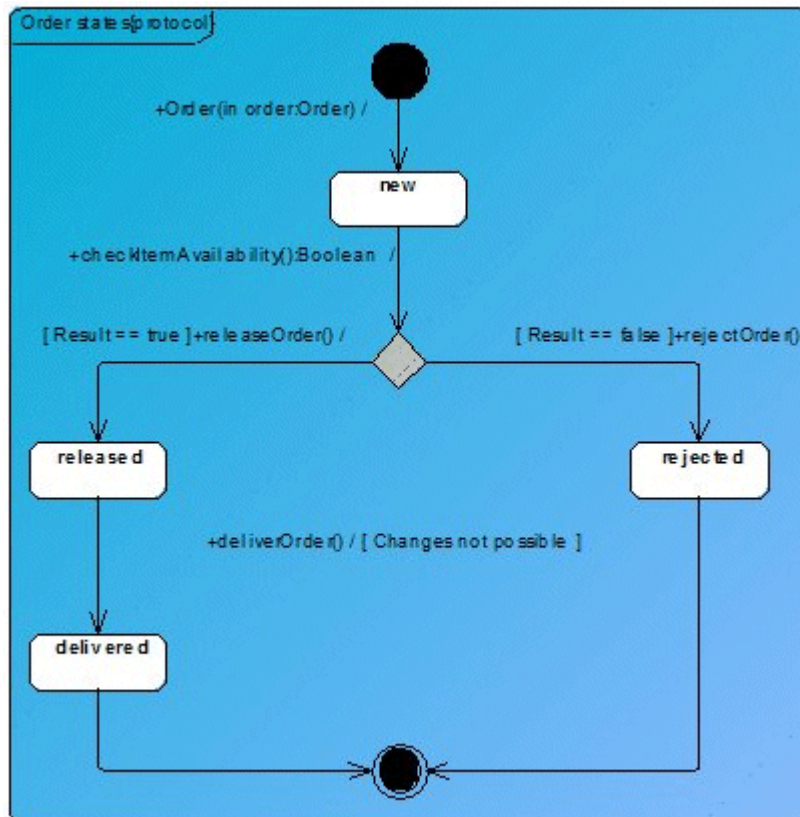 Order states{protocol}
+Order(in order:Order) /
new
+checkItemAvailability():Boolean /
[ Result == true ]+releaseOrder() /
[ Result == false ]+rejectOrder()
released
rejected
+deliverOrder() / [ Changes not possible ]
delivered